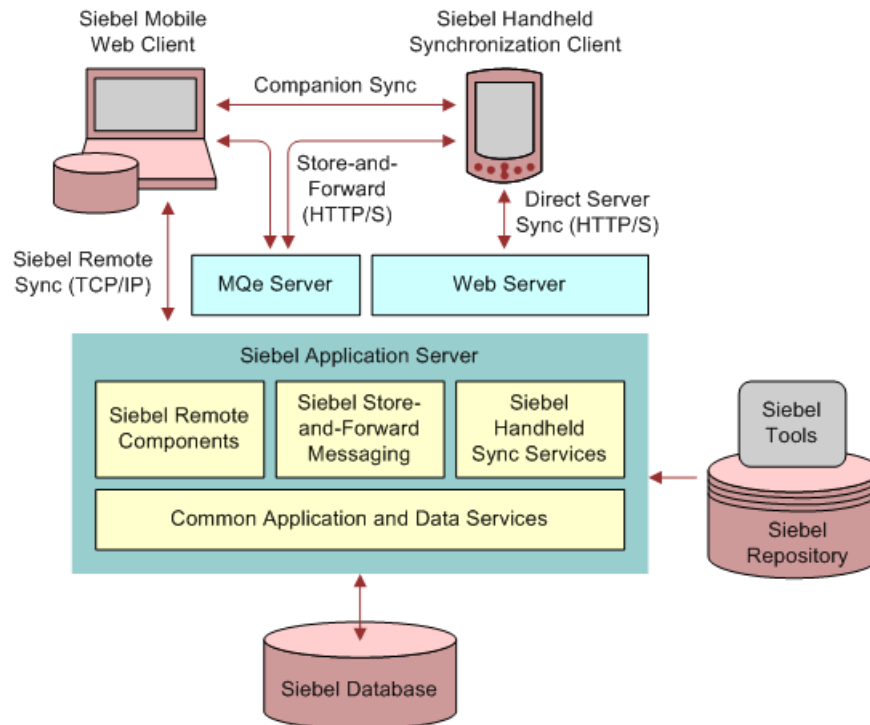 Siebel Mobile
Web Client
Siebel Handheld
Synchronization Client
Companion Sync
Store-and-
Forward
(HTTP/S)
Direct Server
Sync (HTTP/S)
Siebel Remote
Sync (TCP/IP)
MQe Server
Web Server
Siebel Application Server
Siebel Remote
Components
Siebel Store-
and-Forward
Messaging
Siebel
Handheld
Sync Services
Common Application and Data Services
Siebel
Tools
Siebel
Repository
Siebel Database